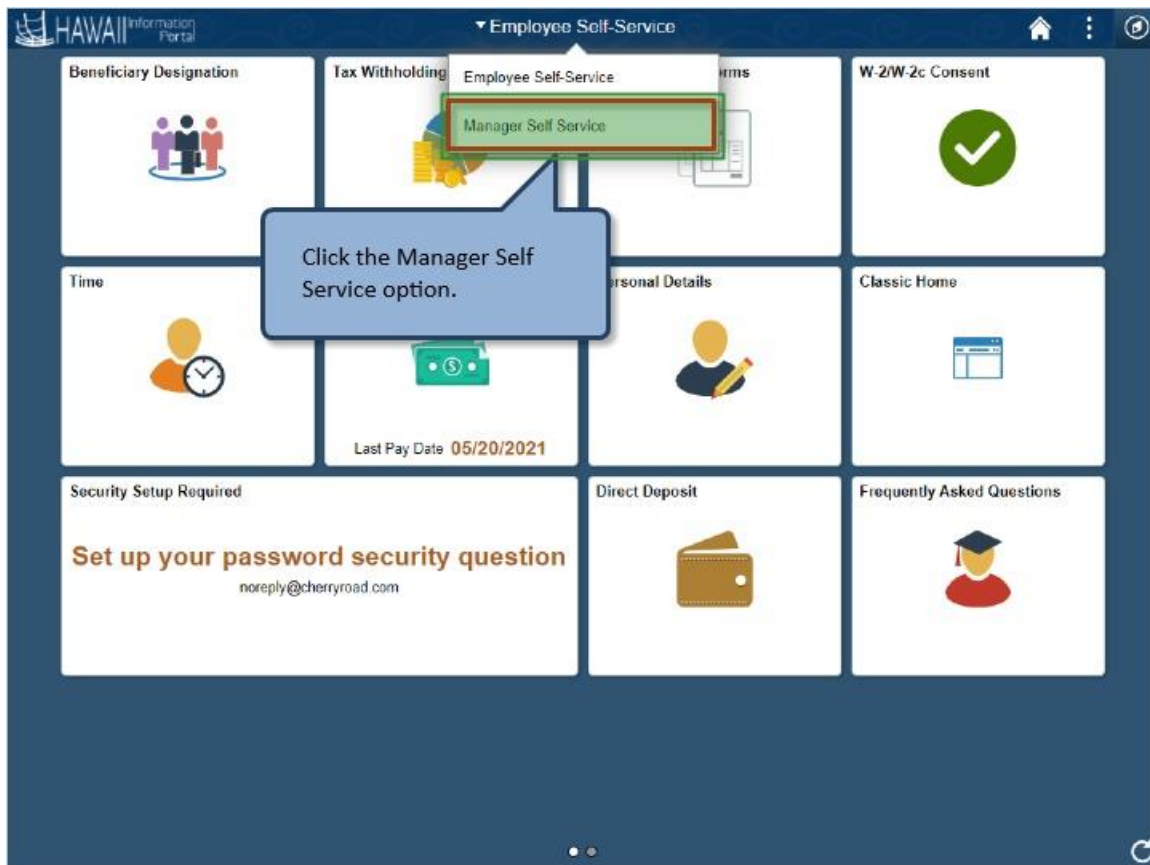 HAWAII Information Portal
Employee Self-Service
Employee Self-Service
Manager Self Service
Beneficiary Designation
Tax Withholding
W-2/W-2c Consent
Click the Manager Self
Service option.
Time
Personal Details
Classic Home
Last Pay Date 05/20/2021
Security Setup Required
Set up your password security question
noreply@cherryroad.com
Direct Deposit
Frequently Asked Questions